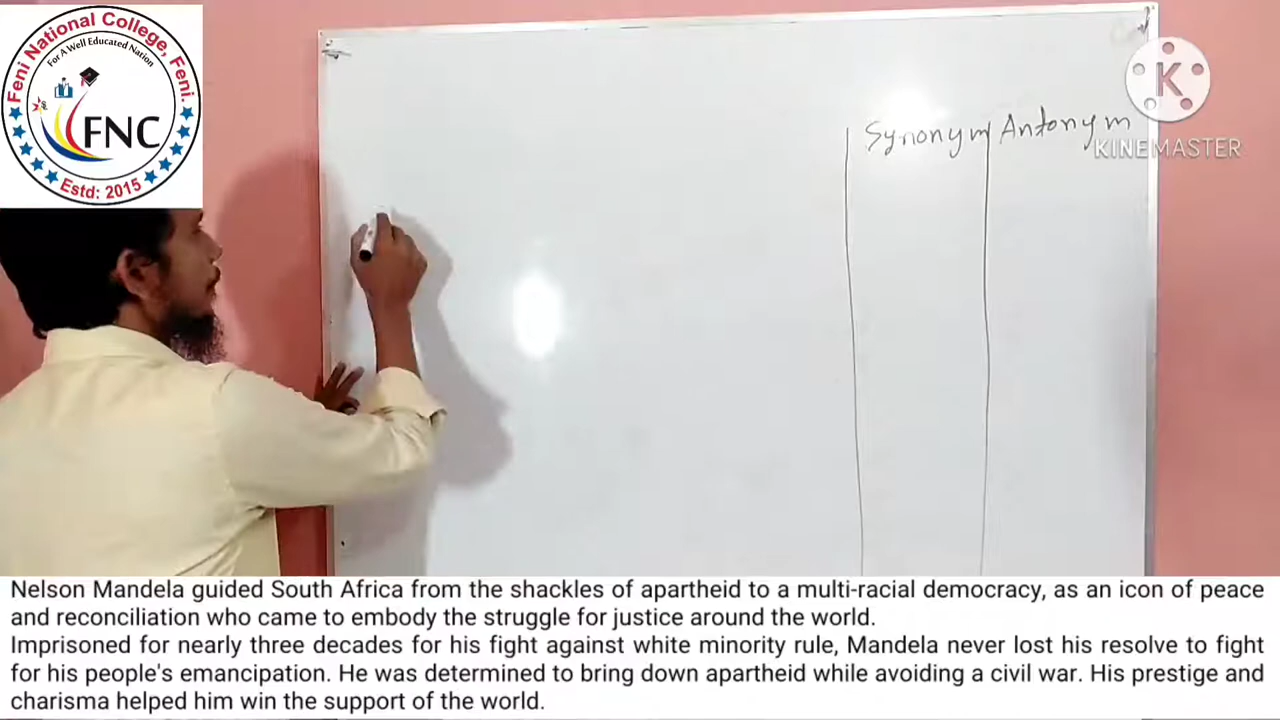 Feni National College, Feni.
For A Well Educated Nation
FNC
Estd: 2015
Synonym Antonym
K
KINEMASTER
Nelson Mandela guided South Africa from the shackles of apartheid to a multi-racial democracy, as an icon of peace
and reconciliation who came to embody the struggle for justice around the world.
Imprisoned for nearly three decades for his fight against white minority rule, Mandela never lost his resolve to fight
for his people's emancipation. He was determined to bring down apartheid while avoiding a civil war. His prestige and
charisma helped him win the support of the world.